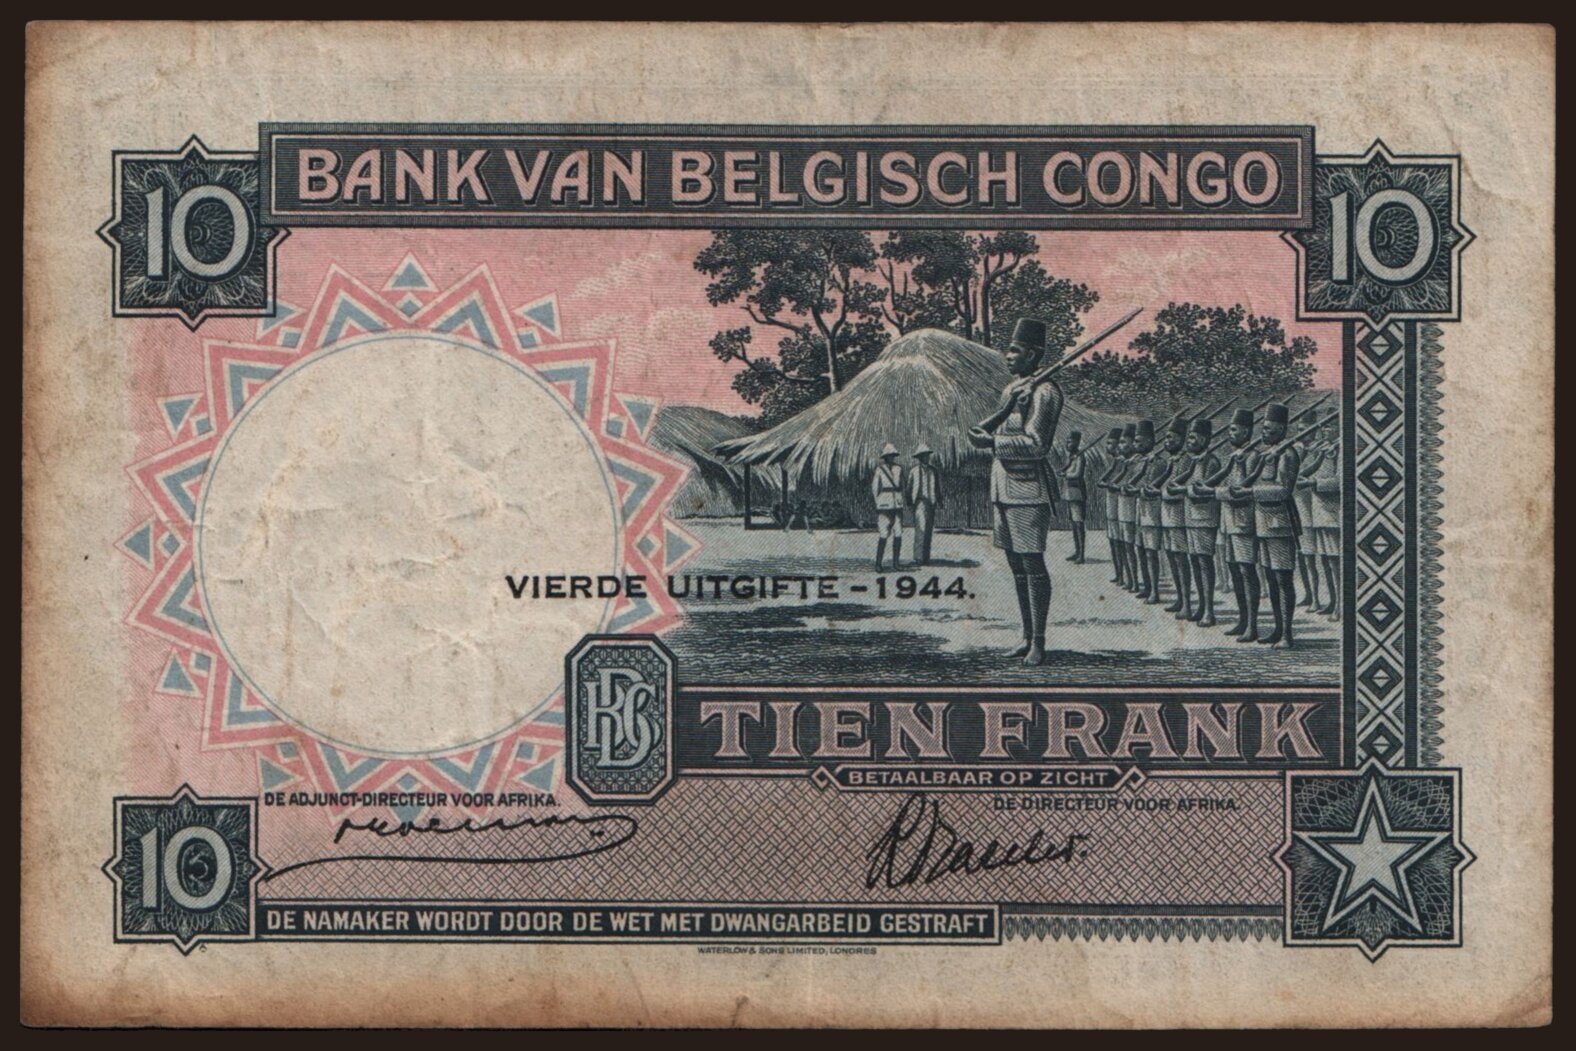 BANK VAN BELGISCH CONGO
10
10
VIERDE UITGIFTE - 1944.
BCB
TIEN FRANK
BETAALBAAR OP ZICHT
DE ADJUNCT-DIRECTEUR VOOR AFRIKA.
DE DIRECTEUR VOOR AFRIKA.
10
DE NAMAKER WORDT DOOR DE WET MET DWANGARBEID GESTRAFT
WATERLOW & SONS LIMITED, LONDRES